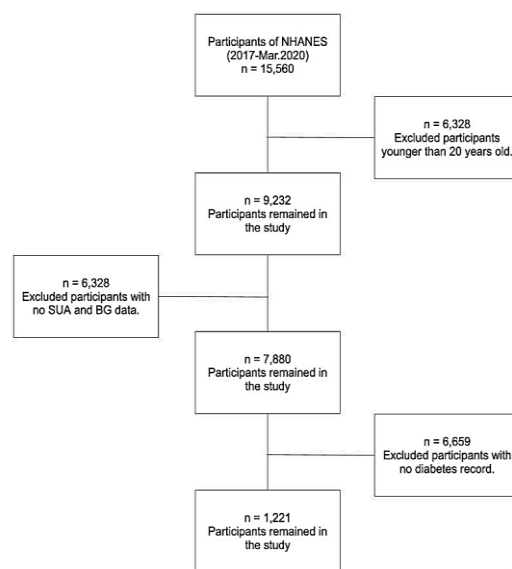 Participants of NHANES
(2017-Mar.2020)
n = 15,560
n = 6,328
Excluded participants
younger than 20 years old.
n = 9,232
Participants remained in
the study
n = 6,328
Excluded participants with
no SUA and BG data.
n = 7,880
Participants remained in
the study
n = 6,659
Excluded participants with
no diabetes record.
n = 1,221
Participants remained in
the study